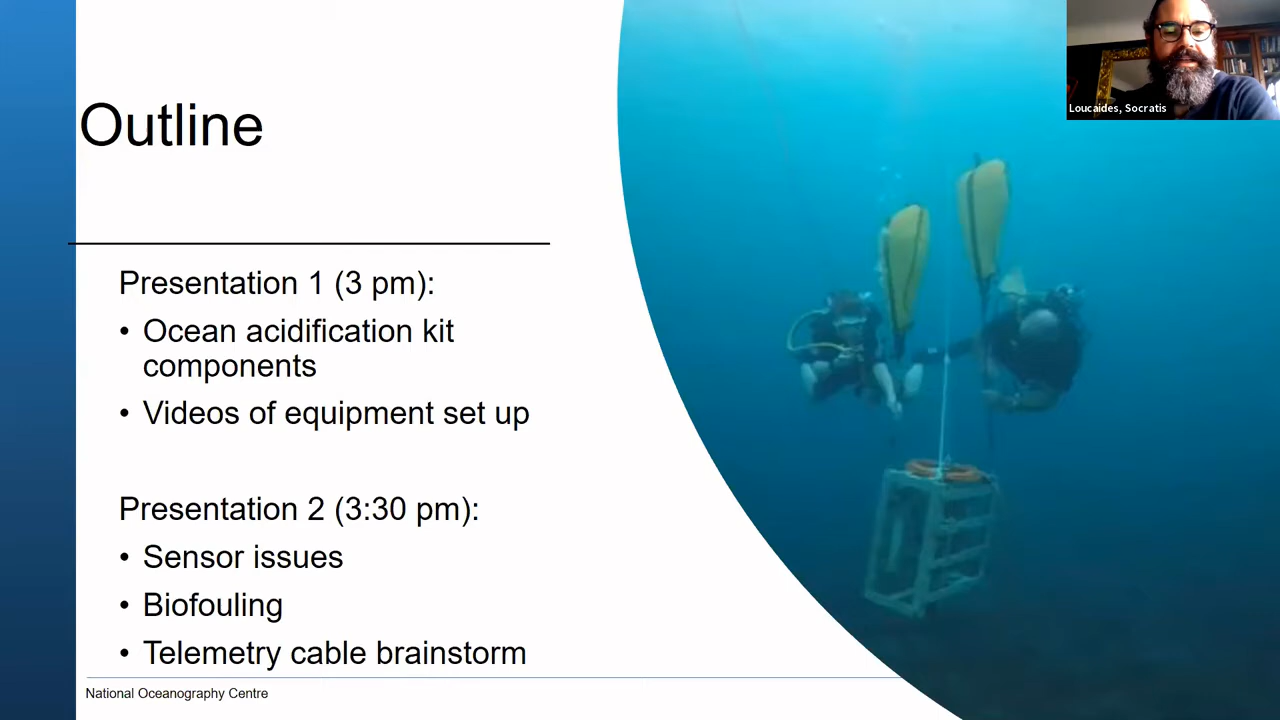 Outline
Presentation 1 (3 pm):
• Ocean acidification kit
components
• Videos of equipment set up
Presentation 2 (3:30 pm):
• Sensor issues
• Biofouling
• Telemetry cable brainstorm
National Oceanography Centre
Loucaides, Socratis